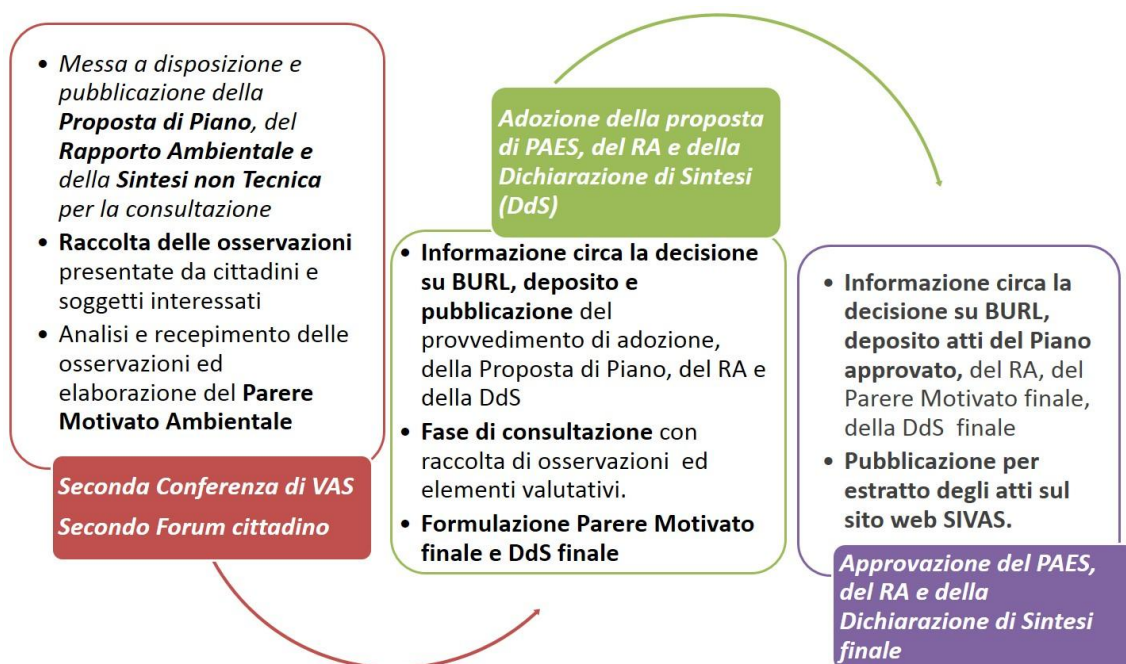 • Messa a disposizione e
pubblicazione della
Proposta di Piano, del
Rapporto Ambientale e
della Sintesi non Tecnica
per la consultazione
• Raccolta delle osservazioni
presentate da cittadini e
soggetti interessati
• Analisi e recepimento delle
osservazioni ed
elaborazione del Parere
Motivato Ambientale
Seconda Conferenza di VAS
Secondo Forum cittadino
Adozione della proposta
di PAES, del RA e della
Dichiarazione di Sintesi
(DdS)
• Informazione circa la decisione
su BURL, deposito e
pubblicazione del
provvedimento di adozione,
della Proposta di Piano, del RA e
della DdS
• Fase di consultazione con
raccolta di osservazioni ed
elementi valutativi.
• Formulazione Parere Motivato
finale e DdS finale
• Informazione circa la
decisione su BURL,
deposito atti del Piano
approvato, del RA, del
Parere Motivato finale,
della DdS finale
• Pubblicazione per
estratto degli atti sul
sito web SIVAS.
Approvazione del PAES,
del RA e della
Dichiarazione di Sintesi
finale